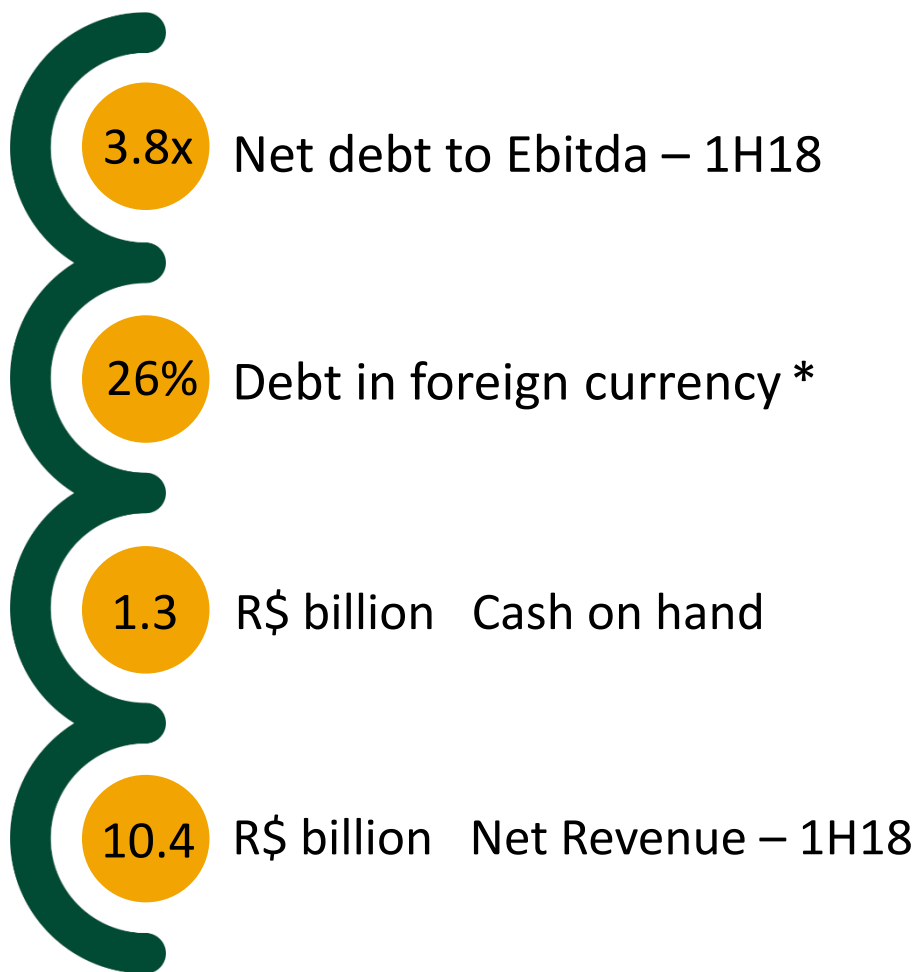 3.8x Net debt to Ebitda – 1H18
26% Debt in foreign currency *
1.3 R$ billion Cash on hand
10.4 R$ billion Net Revenue – 1H18